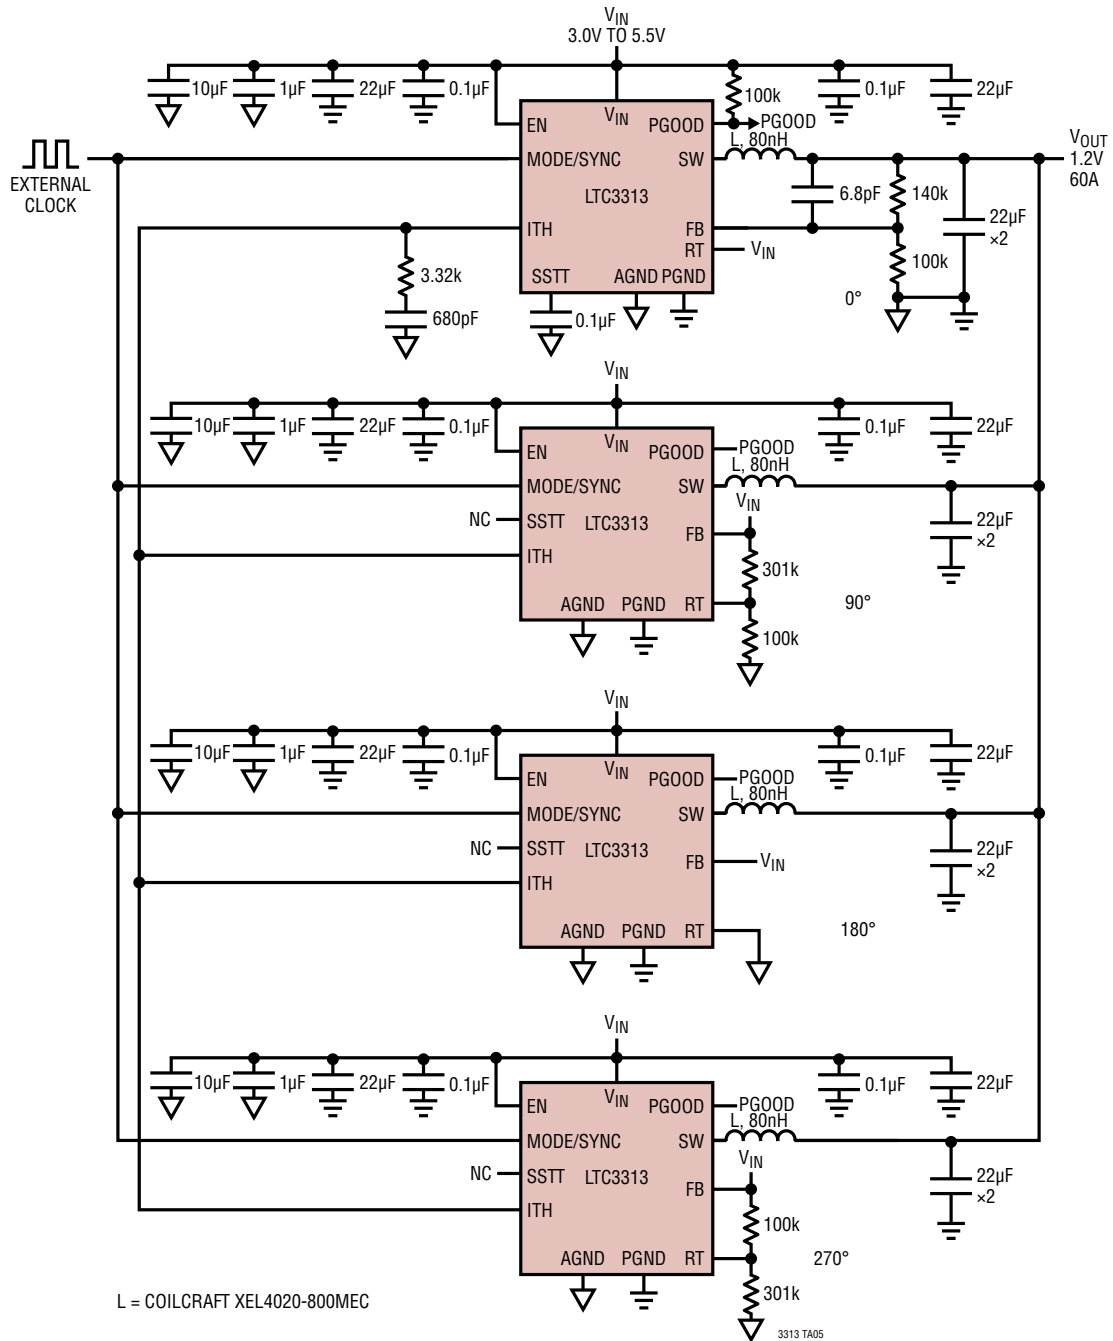 VIN
3.0V TO 5.5V
10µF
1µF
22µF
0.1µF
100k
0.1µF
22µF
VIN
EN
PGOOD
PGOOD
L, 80nH
MODE/SYNC
SW
EXTERNAL
CLOCK
LTC3313
6.8pF
140k
22µF
×2
VOUT
1.2V
60A
ITH
FB
RT
VIN
100k
3.32k
SSTT
AGND
PGND
0°
680pF
0.1µF
VIN
10µF
1µF
22µF
0.1µF
0.1µF
22µF
VIN
EN
PGOOD
PGOOD
L, 80nH
MODE/SYNC
SW
VIN
NC
SSTT
LTC3313
FB
22µF
×2
ITH
301k
AGND
PGND
RT
90°
100k
VIN
10µF
1µF
22µF
0.1µF
0.1µF
22µF
VIN
EN
PGOOD
PGOOD
L, 80nH
MODE/SYNC
SW
NC
SSTT
LTC3313
FB
VIN
22µF
×2
ITH
AGND
PGND
RT
180°
VIN
10µF
1µF
22µF
0.1µF
0.1µF
22µF
VIN
EN
PGOOD
PGOOD
L, 80nH
MODE/SYNC
SW
VIN
NC
SSTT
LTC3313
FB
22µF
×2
ITH
100k
AGND
PGND
RT
270°
301k
L = COILCRAFT XEL4020-800MEC
3313 TA05